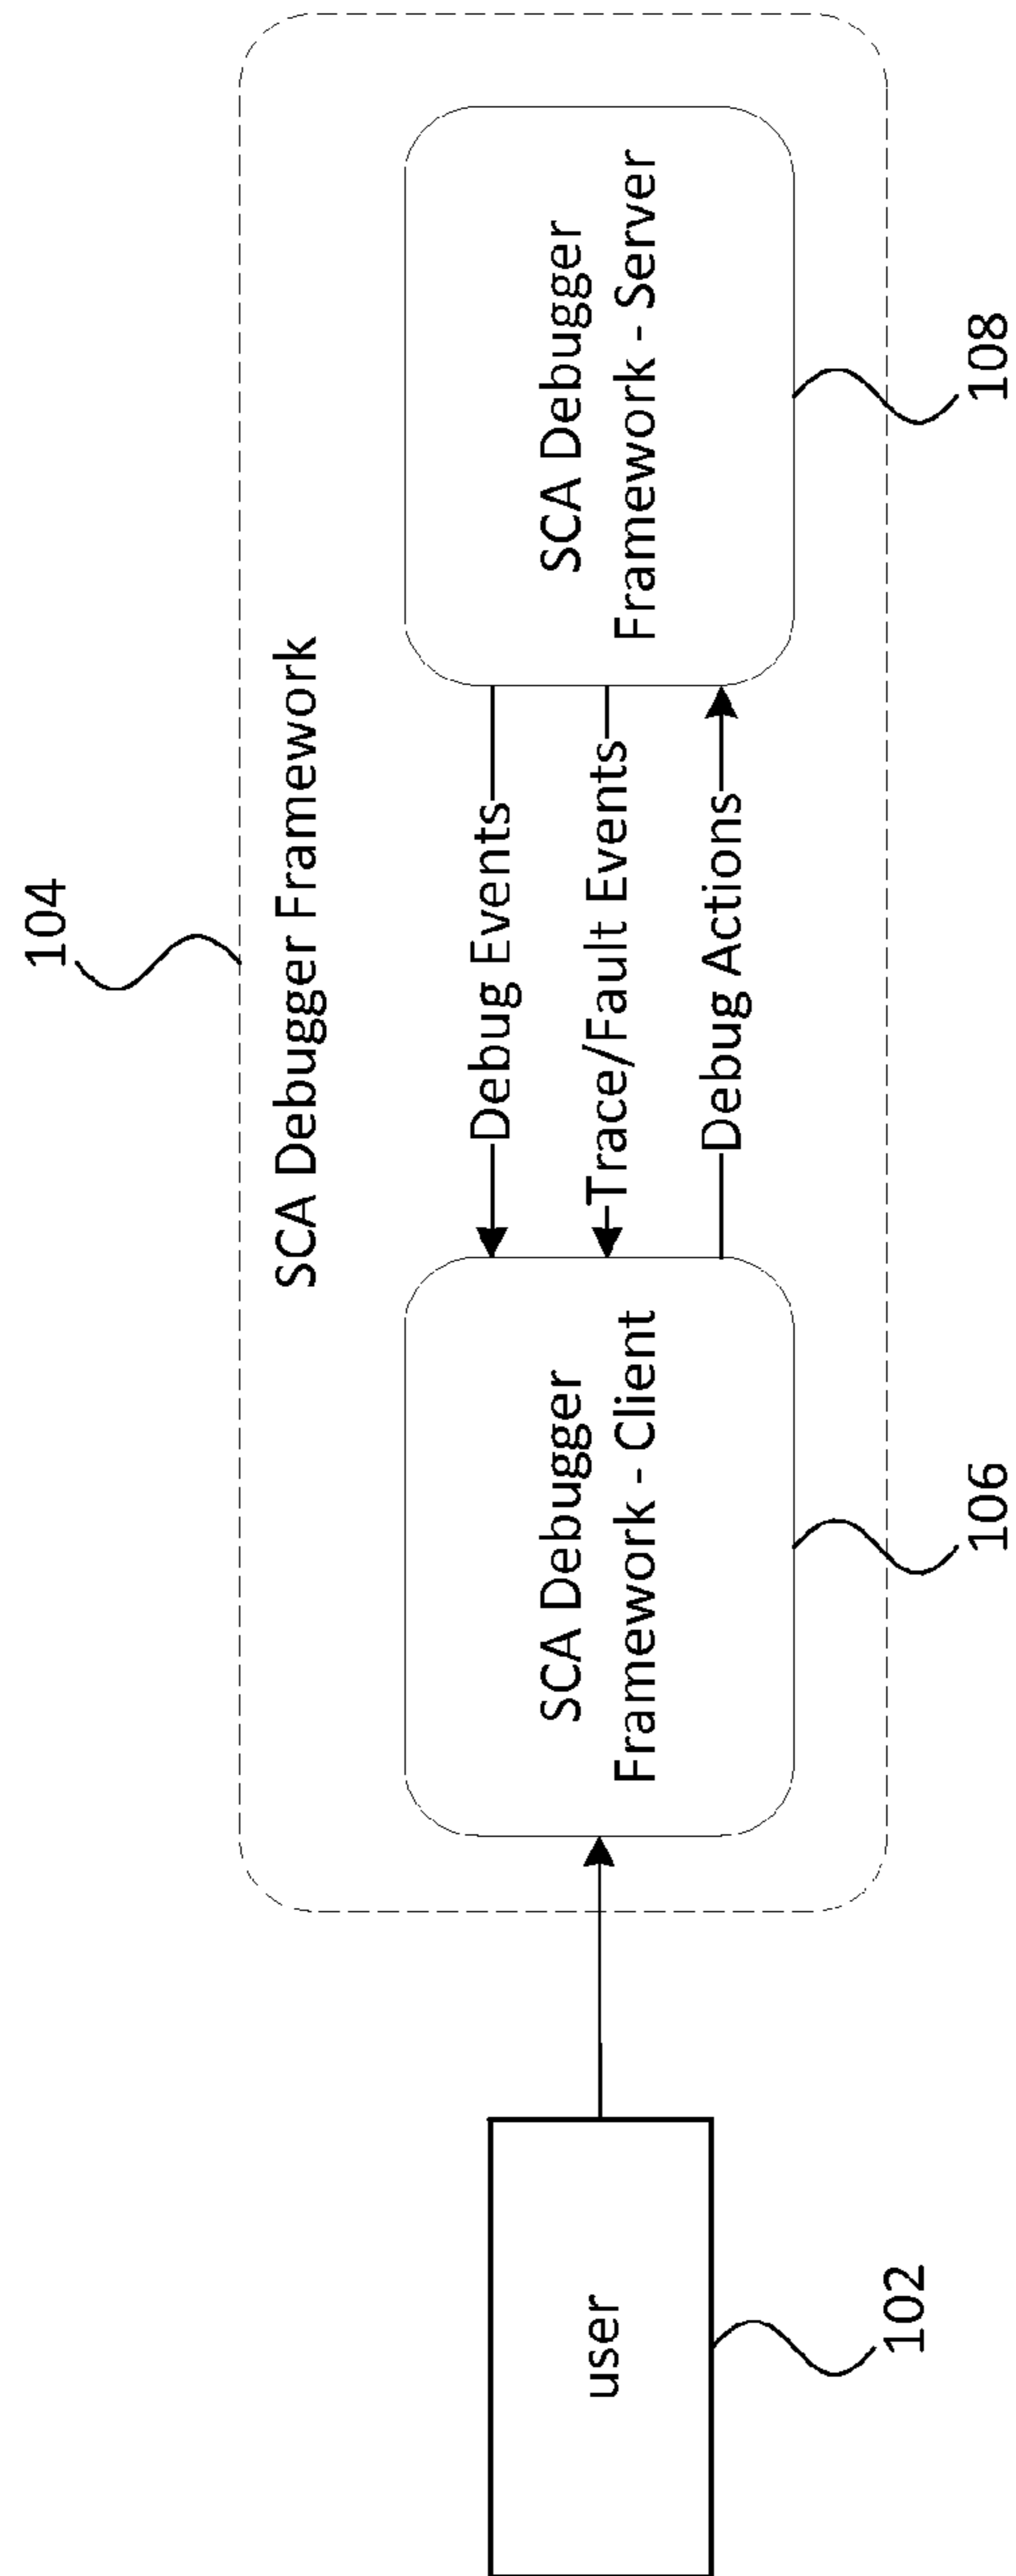 104
SCA Debugger Framework
user
102
SCA Debugger
Framework - Client
106
Debug Events
Trace/Fault Events
Debug Actions
SCA Debugger
Framework - Server
108